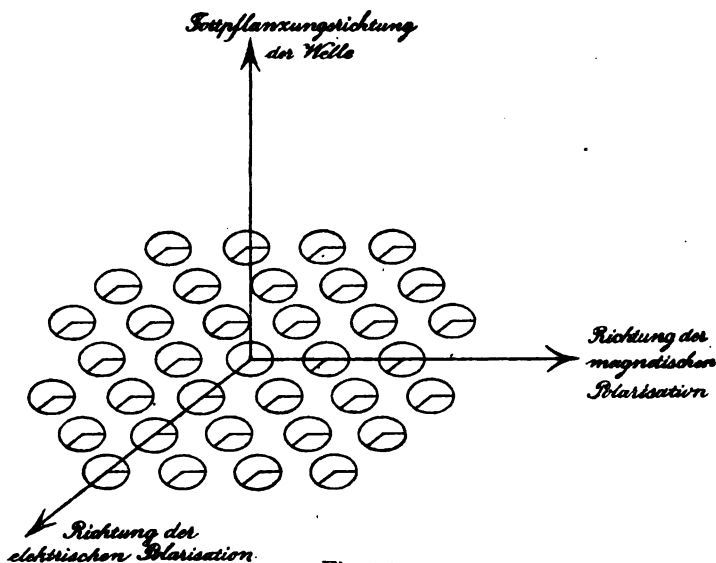 Fortpflanzungsrichtung
der Welle
Richtung der
magnetischen
Polarisation
Richtung der
elektrischen Polarisation.